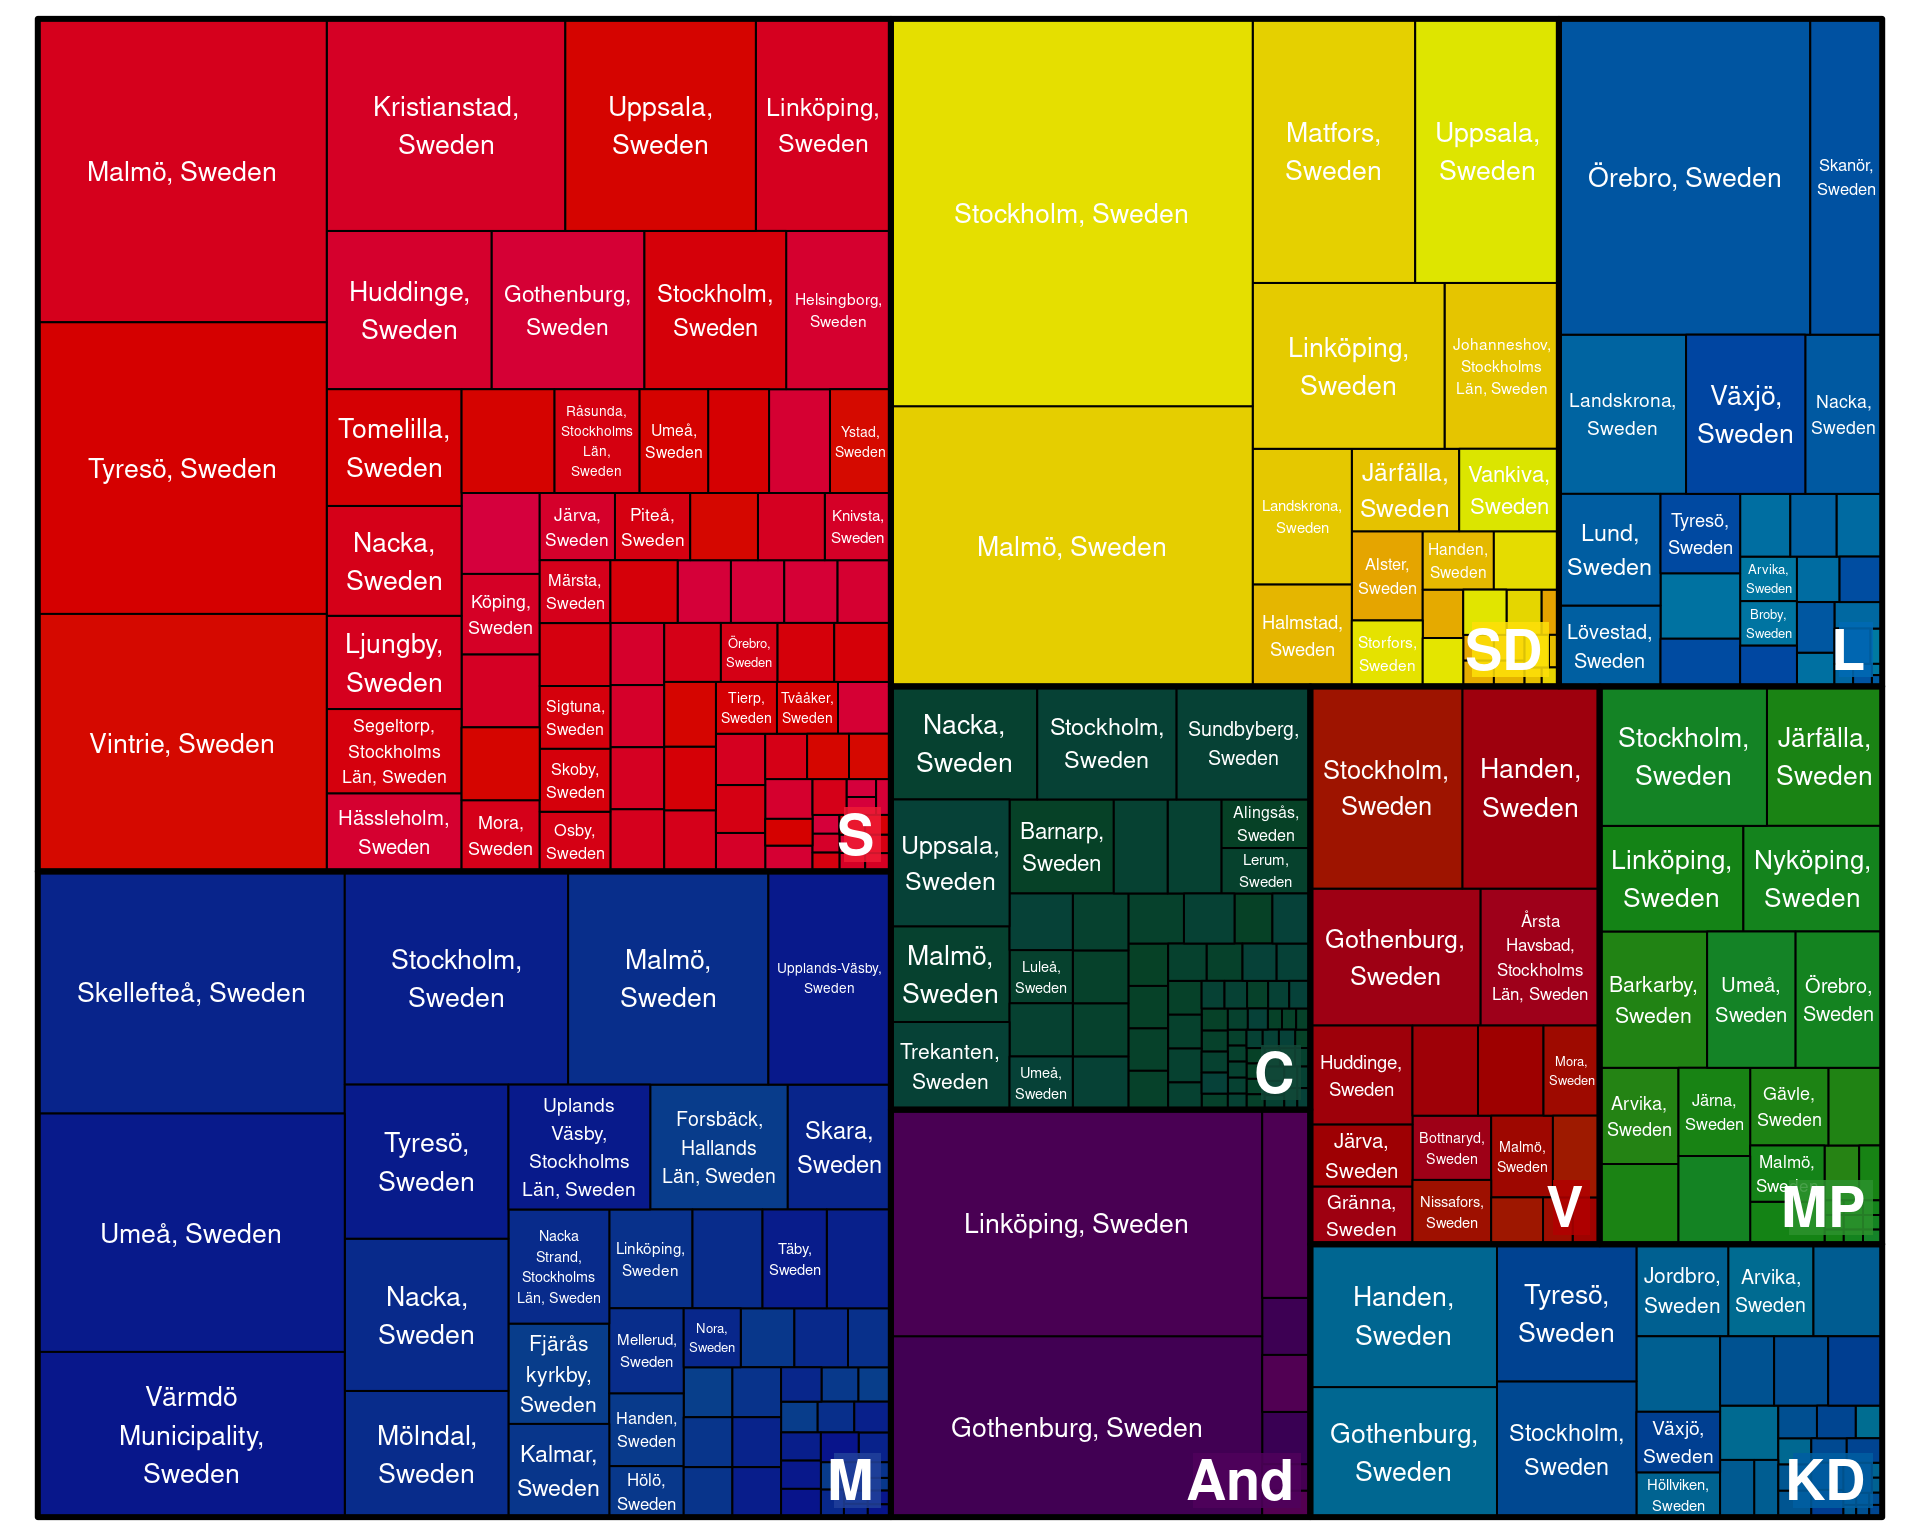 Malmö, Sweden
Tyresö, Sweden
Vintrie, Sweden
Kristianstad,
Sweden
Uppsala,
Sweden
Linköping,
Sweden
Huddinge,
Sweden
Gothenburg,
Sweden
Stockholm,
Sweden
Helsingborg,
Sweden
Tomelilla,
Sweden
Råsunda,
Stockholms
Län,
Sweden
Umeå,
Sweden
Ystad,
Sweden
Nacka,
Sweden
Järva,
Sweden
Piteå,
Sweden
Knivsta,
Sweden
Köping,
Sweden
Märsta,
Sweden
Ljungby,
Sweden
Örebro,
Sweden
Segeltorp,
Stockholms
Län, Sweden
Sigtuna,
Sweden
Tierp,
Sweden
Tvååker,
Sweden
Skoby,
Sweden
Hässleholm,
Sweden
Mora,
Sweden
Osby,
Sweden
S
Stockholm, Sweden
Malmö, Sweden
Matfors,
Sweden
Uppsala,
Sweden
Linköping,
Sweden
Johanneshov,
Stockholms
Län, Sweden
Landskrona,
Sweden
Järfälla,
Sweden
Vankiva,
Sweden
Alster,
Sweden
Handen,
Sweden
Halmstad,
Sweden
Storfors,
Sweden
SD
Örebro, Sweden
Skanör,
Sweden
Landskrona,
Sweden
Växjö,
Sweden
Nacka,
Sweden
Lund,
Sweden
Tyresö,
Sweden
Arvika,
Sweden
Broby,
Sweden
Lövestad,
Sweden
L
Skellefteå, Sweden
Umeå, Sweden
Värmdö
Municipality,
Sweden
Stockholm,
Sweden
Malmö,
Sweden
Upplands-Väsby,
Sweden
Tyresö,
Sweden
Uplands
Väsby,
Stockholms
Län, Sweden
Forsbäck,
Hallands
Län, Sweden
Skara,
Sweden
Nacka,
Sweden
Nacka
Strand,
Stockholms
Län, Sweden
Linköping,
Sweden
Täby,
Sweden
Fjärås
kyrkby,
Sweden
Mellerud,
Sweden
Nora,
Sweden
Mölndal,
Sweden
Kalmar,
Sweden
Handen,
Sweden
Hölö,
Sweden
M
Nacka,
Sweden
Stockholm,
Sweden
Sundbyberg,
Sweden
Uppsala,
Sweden
Barnarp,
Sweden
Alingsås,
Sweden
Lerum,
Sweden
Malmö,
Sweden
Luleå,
Sweden
Trekanten,
Sweden
Umeå,
Sweden
C
Linköping, Sweden
Gothenburg, Sweden
And
Stockholm,
Sweden
Handen,
Sweden
Gothenburg,
Sweden
Årsta
Havsbad,
Stockholms
Län, Sweden
Huddinge,
Sweden
Mora,
Sweden
Järva,
Sweden
Bottnaryd,
Sweden
Malmö,
Sweden
Gränna,
Sweden
Nissafors,
Sweden
V
Stockholm,
Sweden
Järfälla,
Sweden
Linköping,
Sweden
Nyköping,
Sweden
Barkarby,
Sweden
Umeå,
Sweden
Örebro,
Sweden
Arvika,
Sweden
Järna,
Sweden
Gävle,
Sweden
Malmö,
Sweden
MP
Handen,
Sweden
Gothenburg,
Sweden
Tyresö,
Sweden
Stockholm,
Sweden
Jordbro,
Sweden
Arvika,
Sweden
Växjö,
Sweden
Höllviken,
Sweden
KD